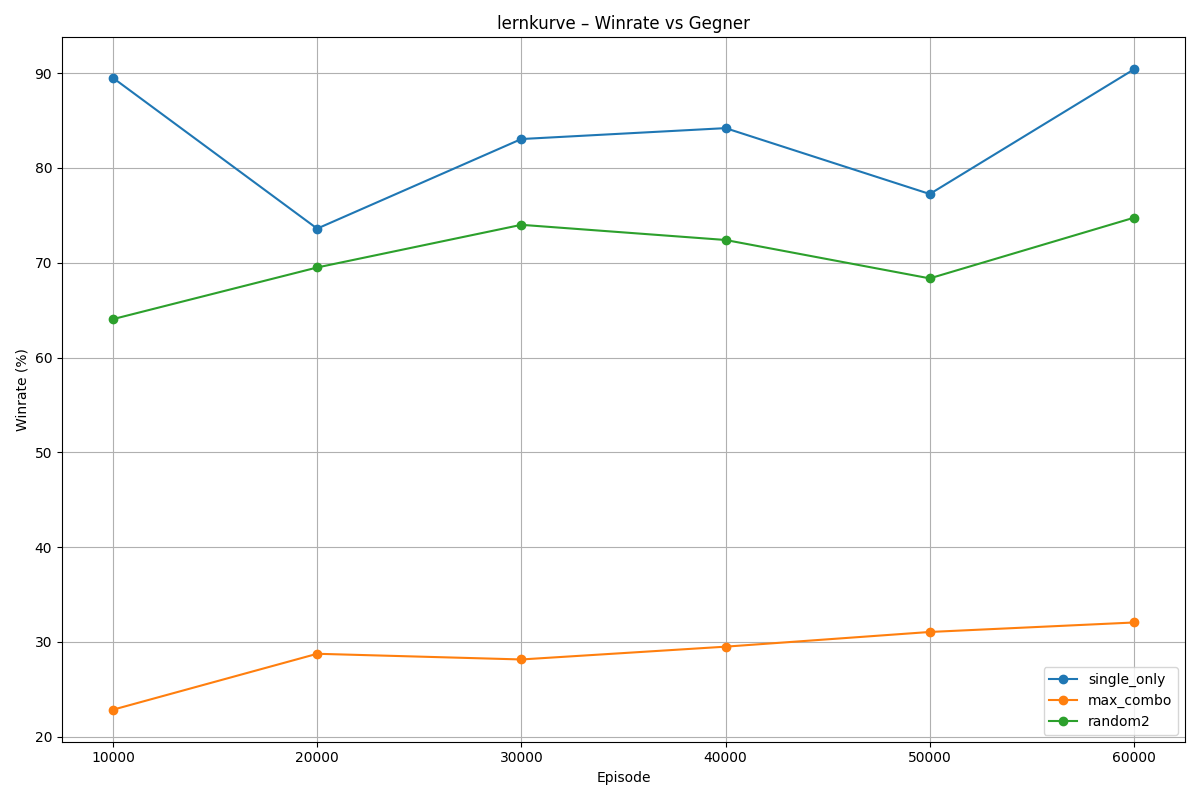 lernkurve – Winrate vs Gegner
Winrate (%)
90
80
70
60
50
40
30
20
10000 20000 30000 40000 50000 60000
Episode
single_only
max_combo
random2